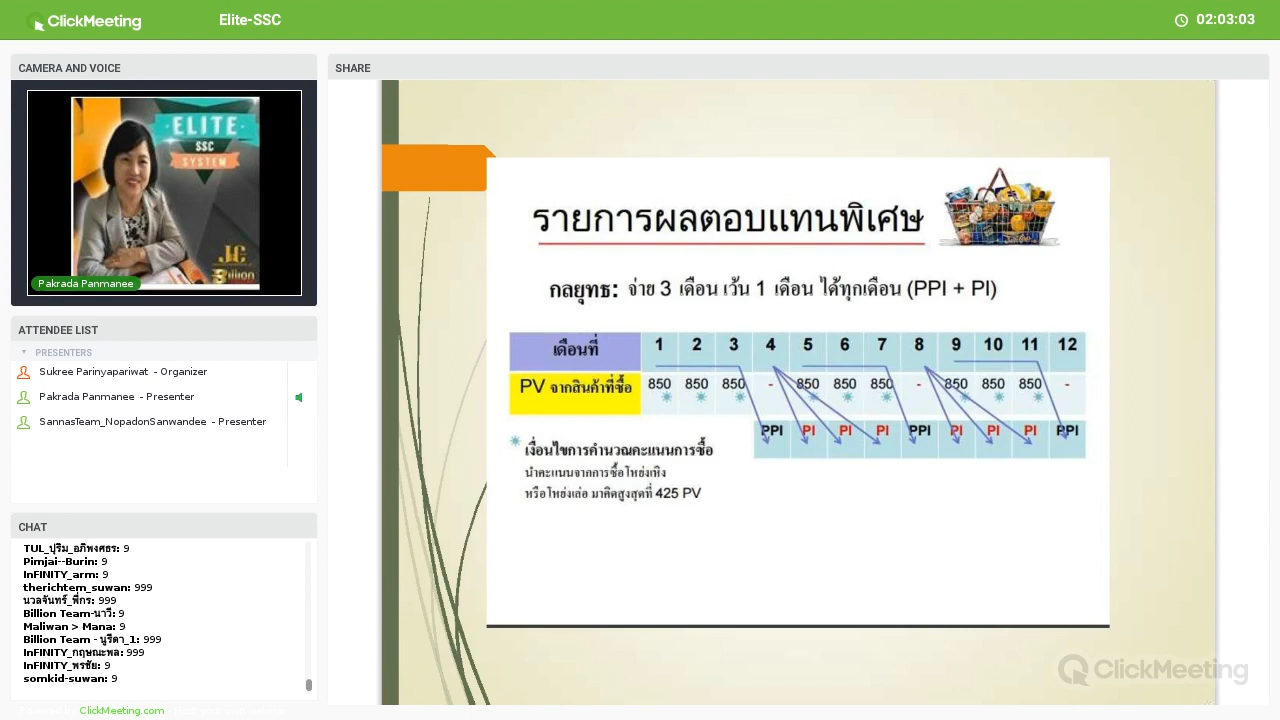 ClickMeeting
Elite-SSC
02:03:03
CAMERA AND VOICE
ELITE
SSC
SYSTEM
Billion
Pakrada Panmanee
ATTENDEE LIST
PRESENTERS
Sukree Parinyapariwat - Organizer
Pakrada Panmanee - Presenter
SannasTeam_NopadonSanwandee - Presenter
CHAT
TUL_ปุริม_อภิพงศธร: 9
Pimjai--Burin: 9
InFINITY_arm: 9
therichtem_suwan: 999
นวลจันทร์_พี่กร: 999
Billion Team-นารี: 9
Maliwan > Mana: 9
Billion Team - นูรีดา_1: 999
InFINITY_กฤษณะพล: 999
InFINITY_พรชัย: 9
somkid-suwan: 9
ClickMeeting.com
SHARE
รายการผลตอบแทนพิเศษ
กลยุทธ: จ่าย 3 เดือน เว้น 1 เดือน ได้ทุกเดือน (PPI + PI)
เดือนที่ 1 2 3 4 5 6 7 8 9 10 11 12
PV จากสินค้าที่ซื้อ 850 850 850 - 850 850 850 - 850 850 850 -
PPI PI PI PI PPI PI PI PI PPI
เงื่อนไขการคำนวณคะแนนการซื้อ
นำคะแนนจากการซื้อโหย่งเหิง
หรือโหย่งเล่อ มาคิดสูงสุดที่ 425 PV
ClickMeeting